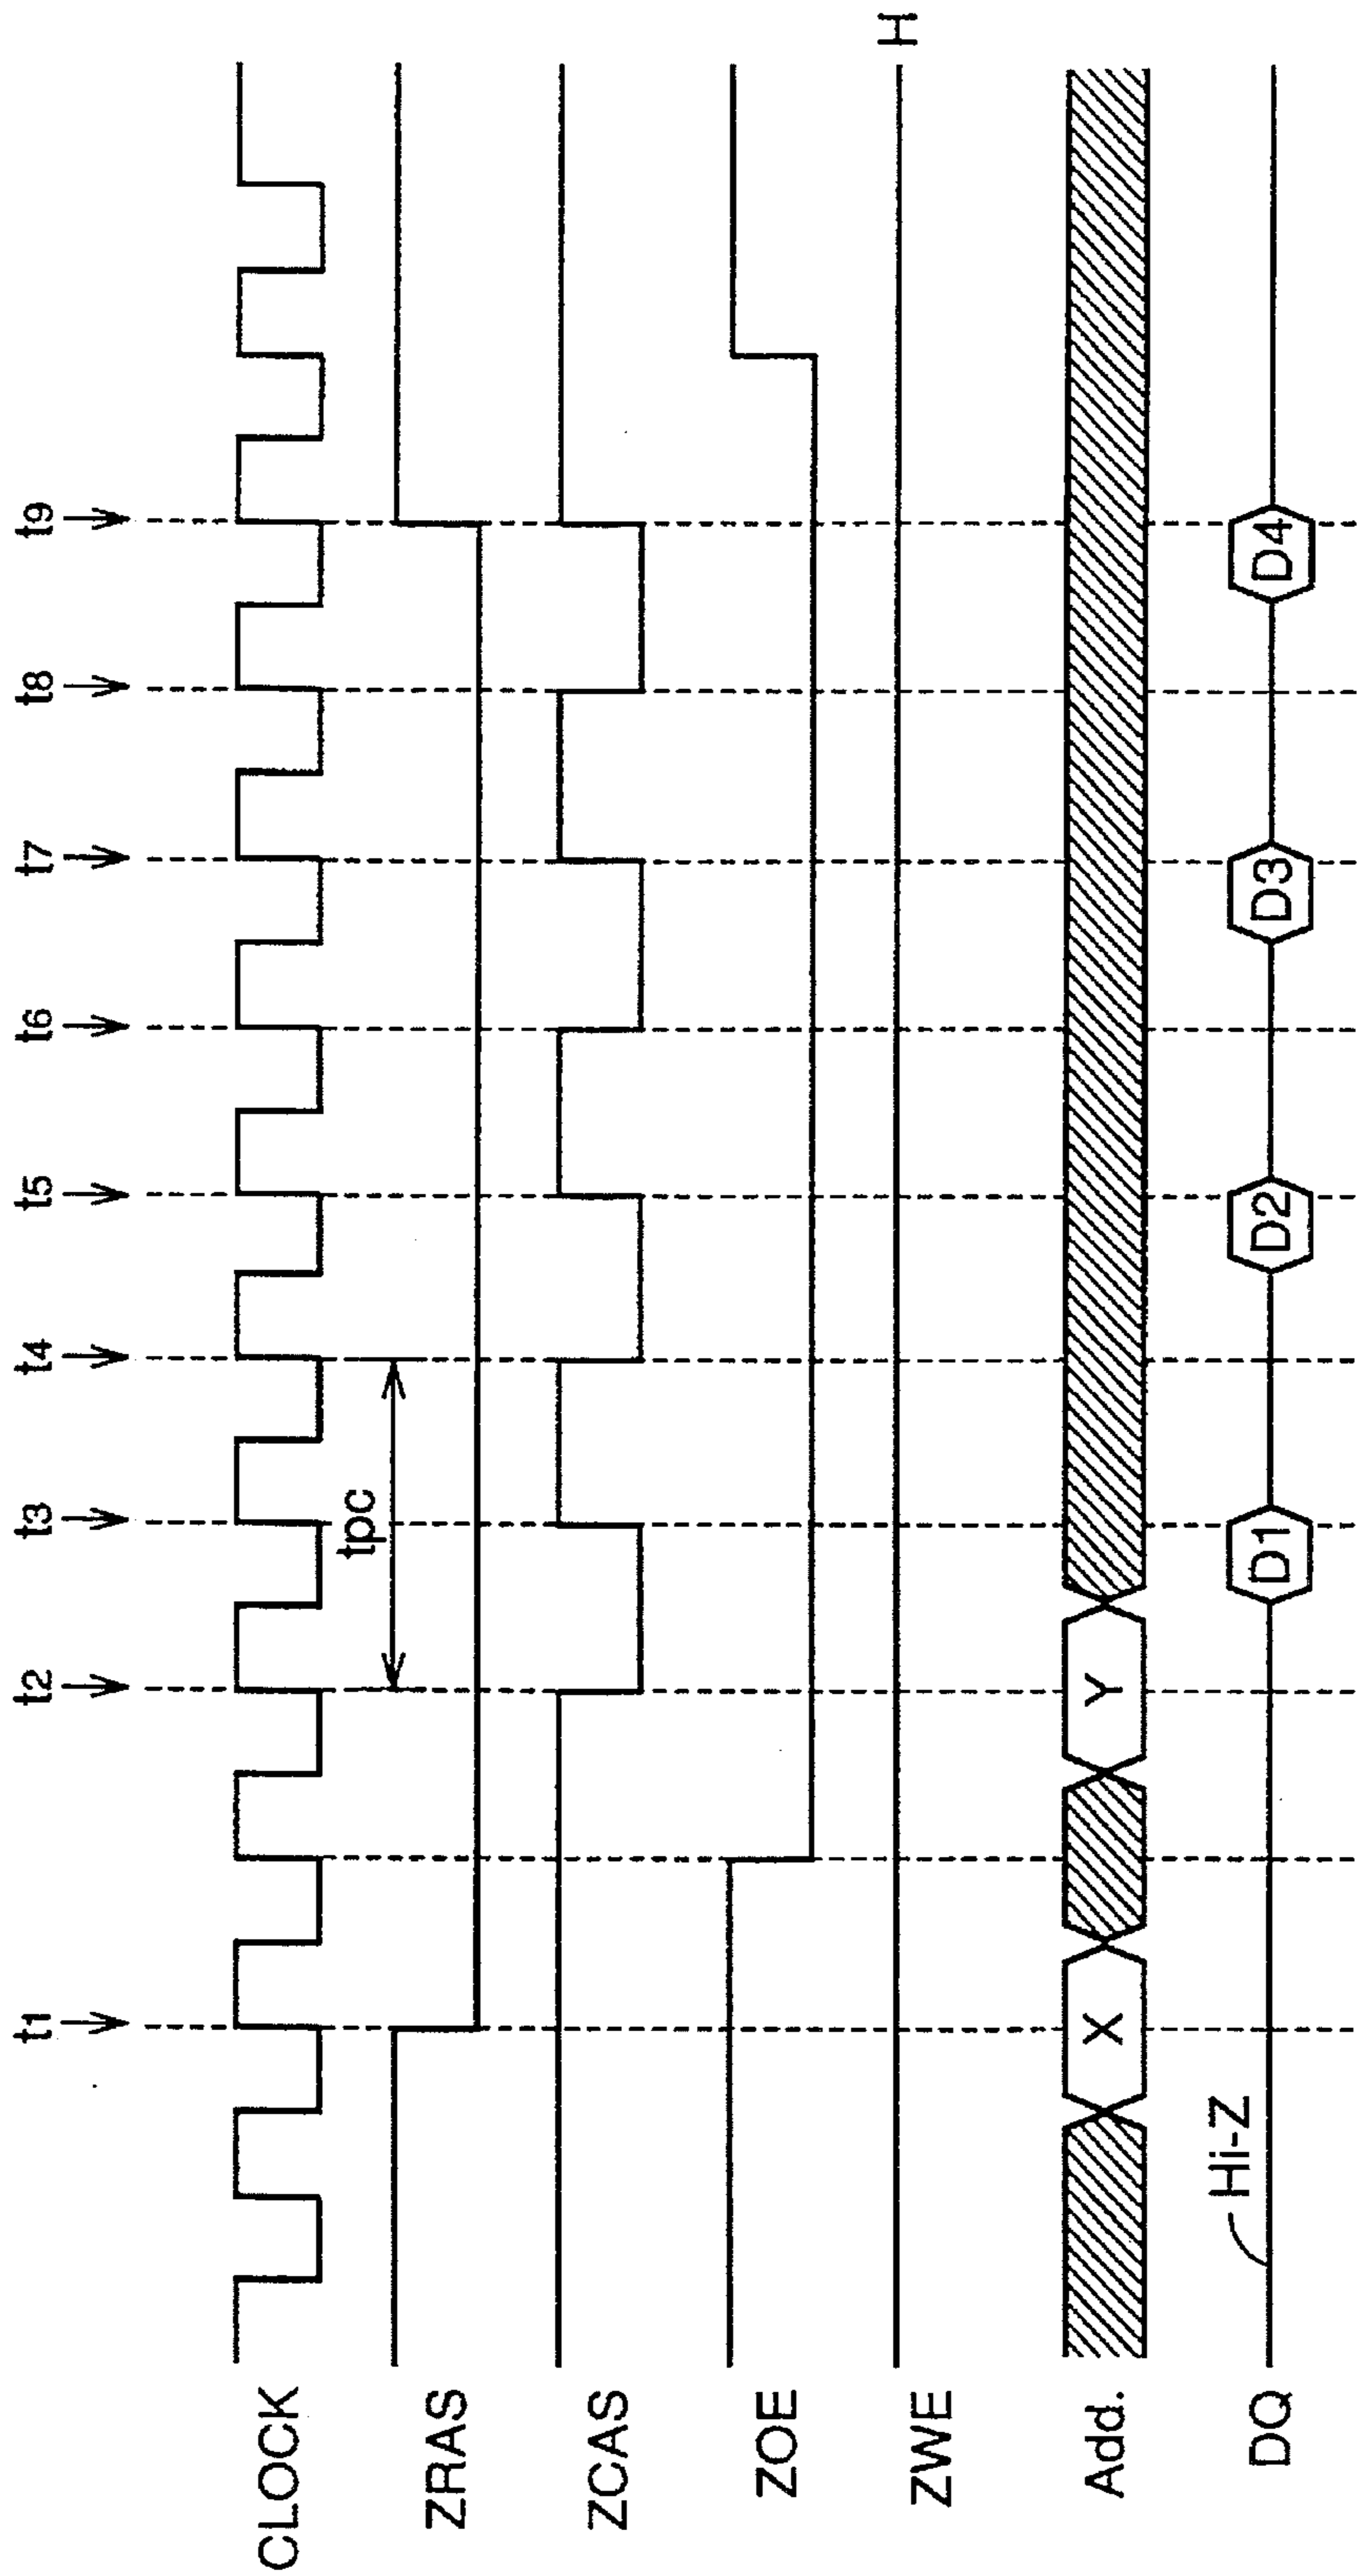 t1 t2 t3 t4 t5 t6 t7 t8 t9
CLOCK
tpc
ZRAS
ZCAS
ZOE
ZWE H
Add. X Y
Hi-Z
DQ D1 D2 D3 D4